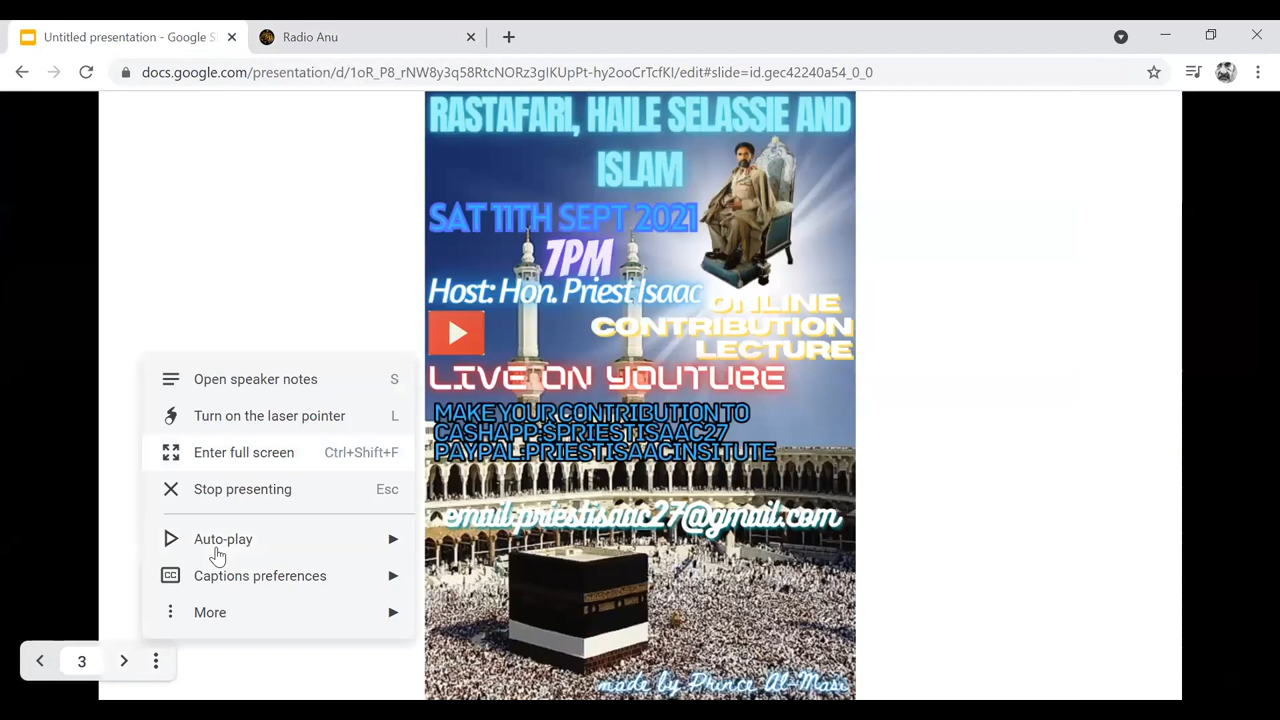 Untitled presentation - Google S
Radio Anu
docs.google.com/presentation/d/1oR_P8_rNW8y3q58RtcNORz3gIKUpPt-hy2ooCrTcfKI/edit#slide=id.gec42240a54_0_0
RASTAFARI, HAILE SELASSIE AND
ISLAM
SAT 11TH SEPT 2021
7PM
Host: Hon. Priest Isaac
ONLINE
CONTRIBUTION
LECTURE
LIVE ON YOUTUBE
MAKE YOUR CONTRIBUTION TO
CASHAPP:$PRIESTISAAC27
PAYPAL:PRIESTISAACINSITUTE
email:priestisaac27@gmail.com
made by Prince Al-Masi
Open speaker notes S
Turn on the laser pointer L
Enter full screen Ctrl+Shift+F
Stop presenting Esc
Auto-play
CC Captions preferences
More
3